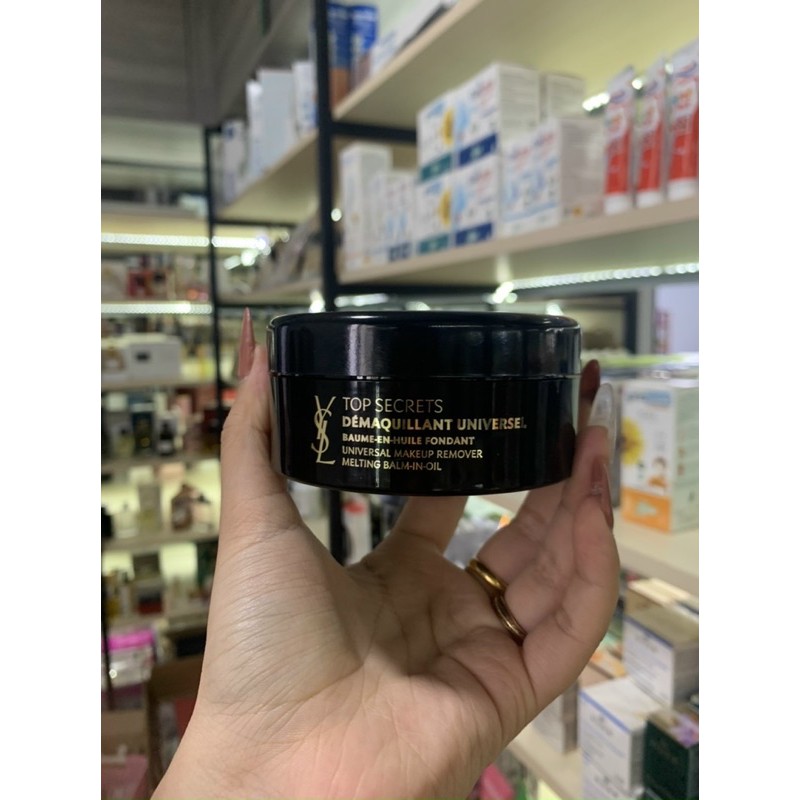 YSL
TOP SECRETS
DÉMAQUILLANT UNIVERSEL
BAUME-EN-HUILE FONDANT
UNIVERSAL MAKEUP REMOVER
MELTING BALM-IN-OIL